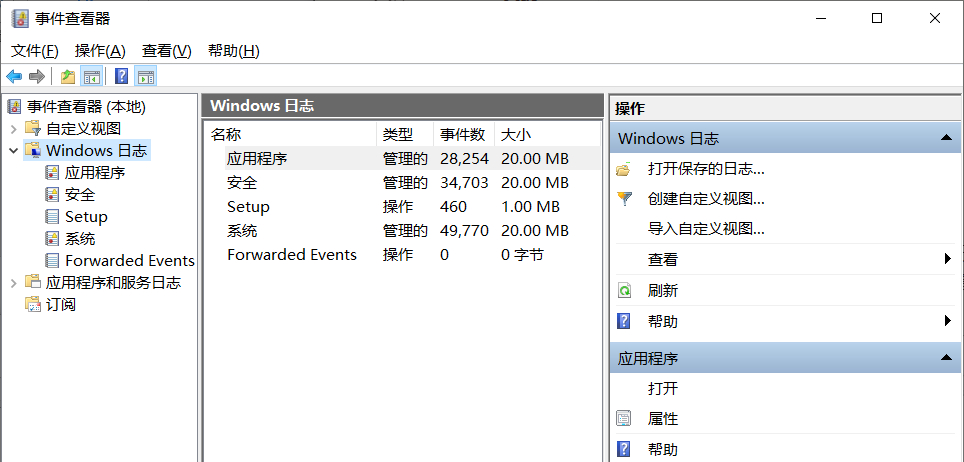 事件查看器
文件(F) 操作(A) 查看(V) 帮助(H)
事件查看器 (本地)
自定义视图
Windows 日志
应用程序
安全
Setup
系统
Forwarded Events
应用程序和服务日志
订阅
Windows 日志
名称 类型 事件数 大小
应用程序 管理的 28,254 20.00 MB
安全 管理的 34,703 20.00 MB
Setup 操作 460 1.00 MB
系统 管理的 49,770 20.00 MB
Forwarded Events 操作 0 0 字节
操作
Windows 日志
打开保存的日志...
创建自定义视图...
导入自定义视图...
查看
刷新
帮助
应用程序
打开
属性
帮助